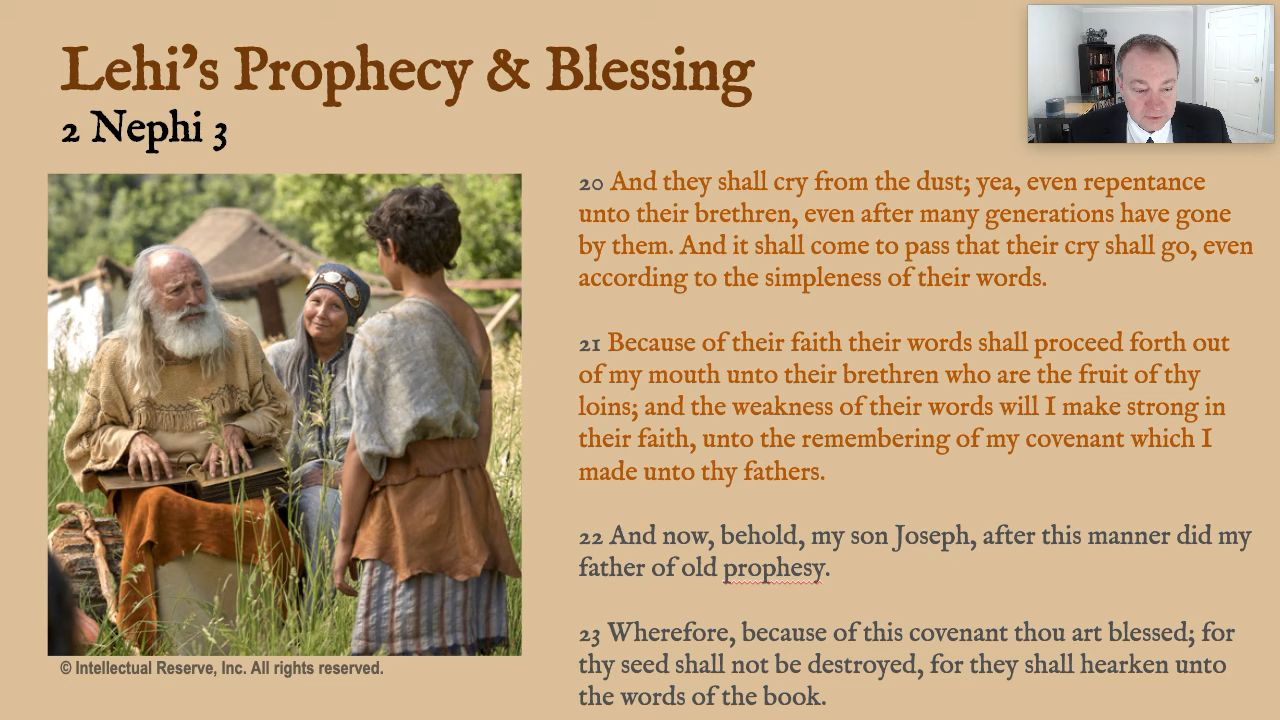 Lehi's Prophecy & Blessing
2 Nephi 3
20 And they shall cry from the dust; yea, even repentance
unto their brethren, even after many generations have gone
by them. And it shall come to pass that their cry shall go, even
according to the simpleness of their words.
21 Because of their faith their words shall proceed forth out
of my mouth unto their brethren who are the fruit of thy
loins; and the weakness of their words will I make strong in
their faith, unto the remembering of my covenant which I
made unto thy fathers.
22 And now, behold, my son Joseph, after this manner did my
father of old prophesy.
23 Wherefore, because of this covenant thou art blessed; for
thy seed shall not be destroyed, for they shall hearken unto
the words of the book.
© Intellectual Reserve, Inc. All rights reserved.